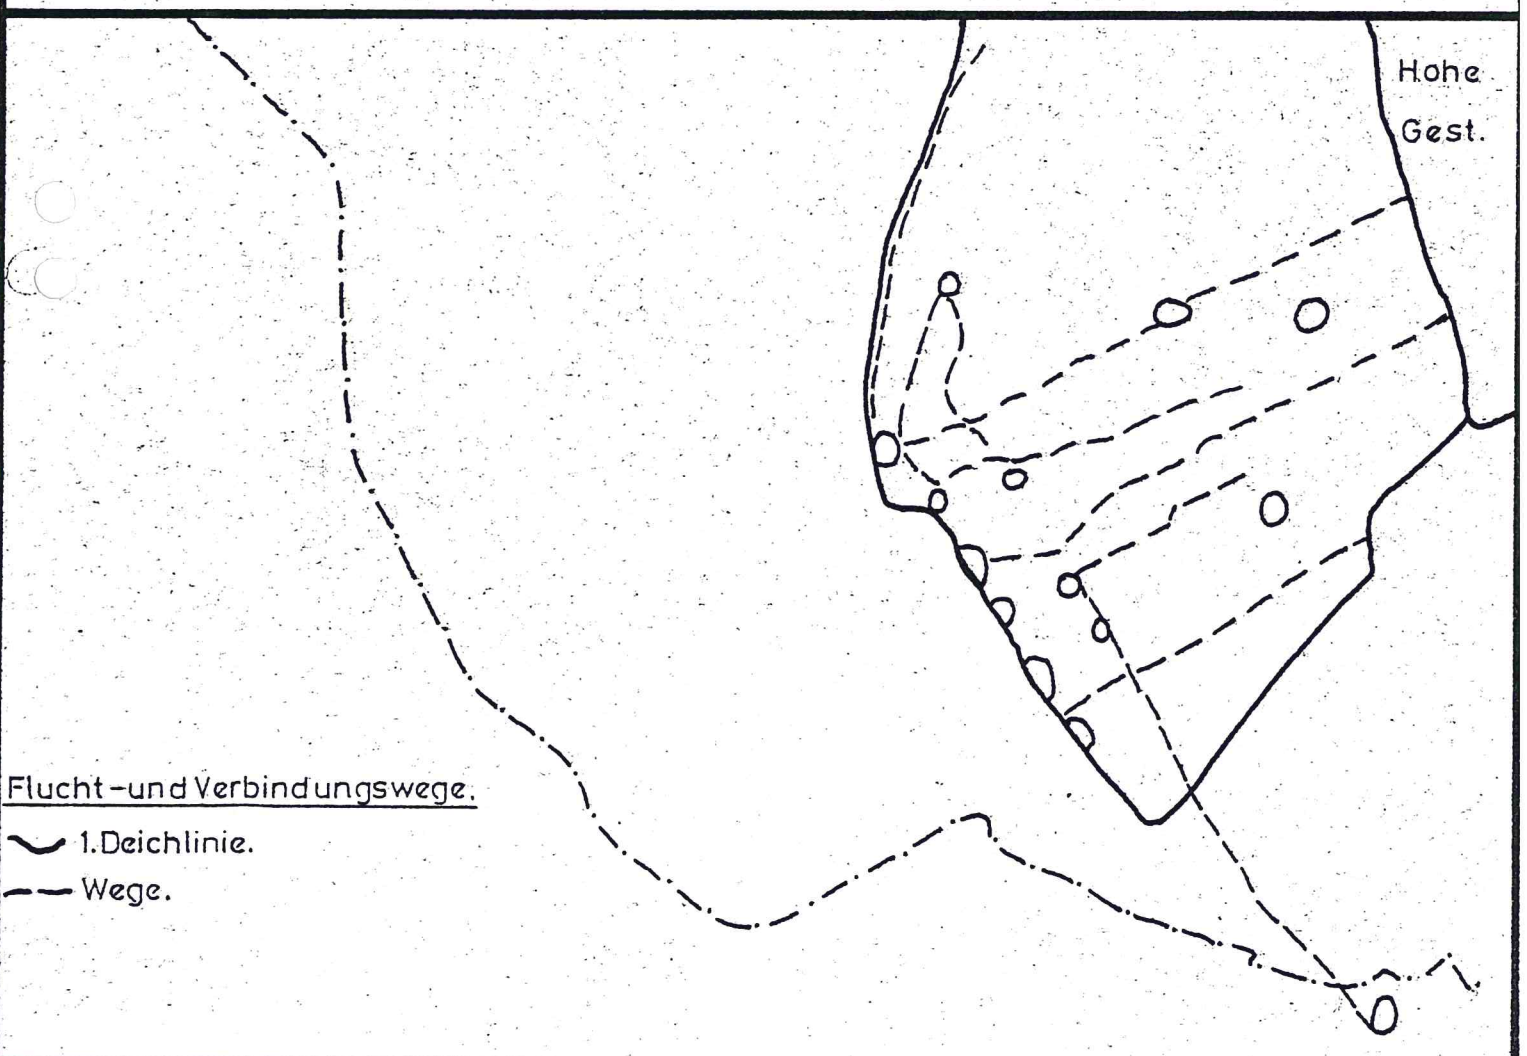 Hohe
Gest.
Flucht-und Verbindungswege.
1.Deichlinie.
Wege.